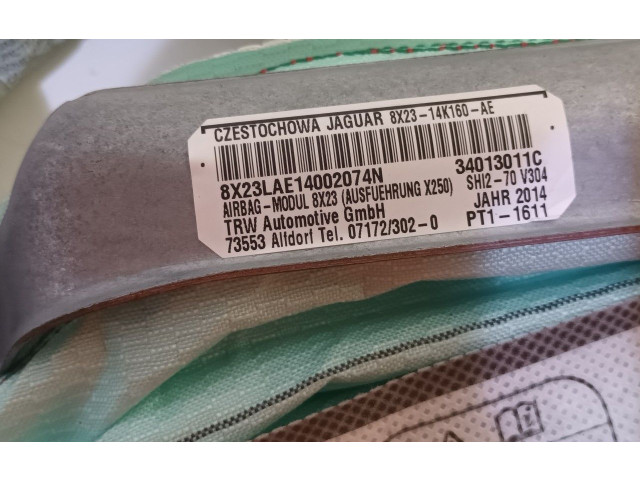 CZESTOCHOWA JAGUAR 8X23-14K160-AE
8X23LAE14002074N 34013011C
AIRBAG-MODUL 8X23 (AUSFUEHRUNG X250) SHI2-70 V304
TRW Automotive GmbH JAHR 2014
73553 Alfdorf Tel. 07172/302-0 PT1-1611